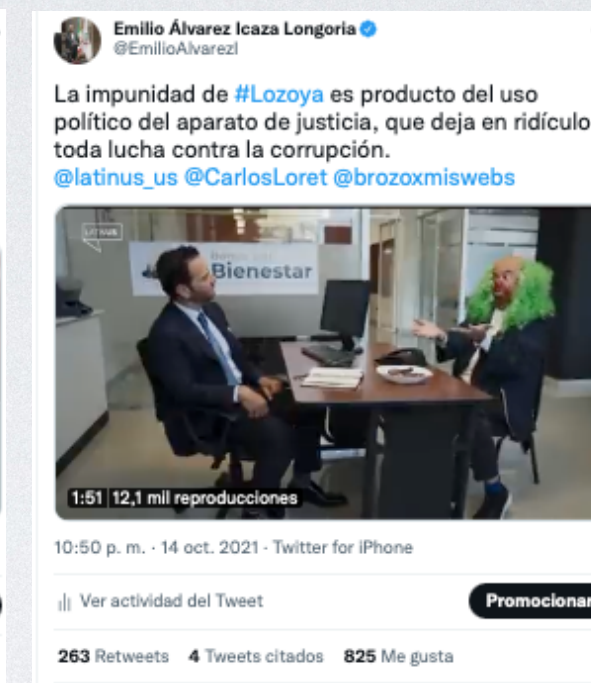 Emilio Álvarez Icaza Longoria
@EmilioAlvarezI
La impunidad de #Lozoya es producto del uso
político del aparato de justicia, que deja en ridículo
toda lucha contra la corrupción.
@latinus_us @CarlosLoret @brozoxmiswebs
LATINUS
Bienestar
1:51 12,1 mil reproducciones
10:50 p. m. · 14 oct. 2021 · Twitter for iPhone
Ver actividad del Tweet
Promocionar
263 Retweets 4 Tweets citados 825 Me gusta